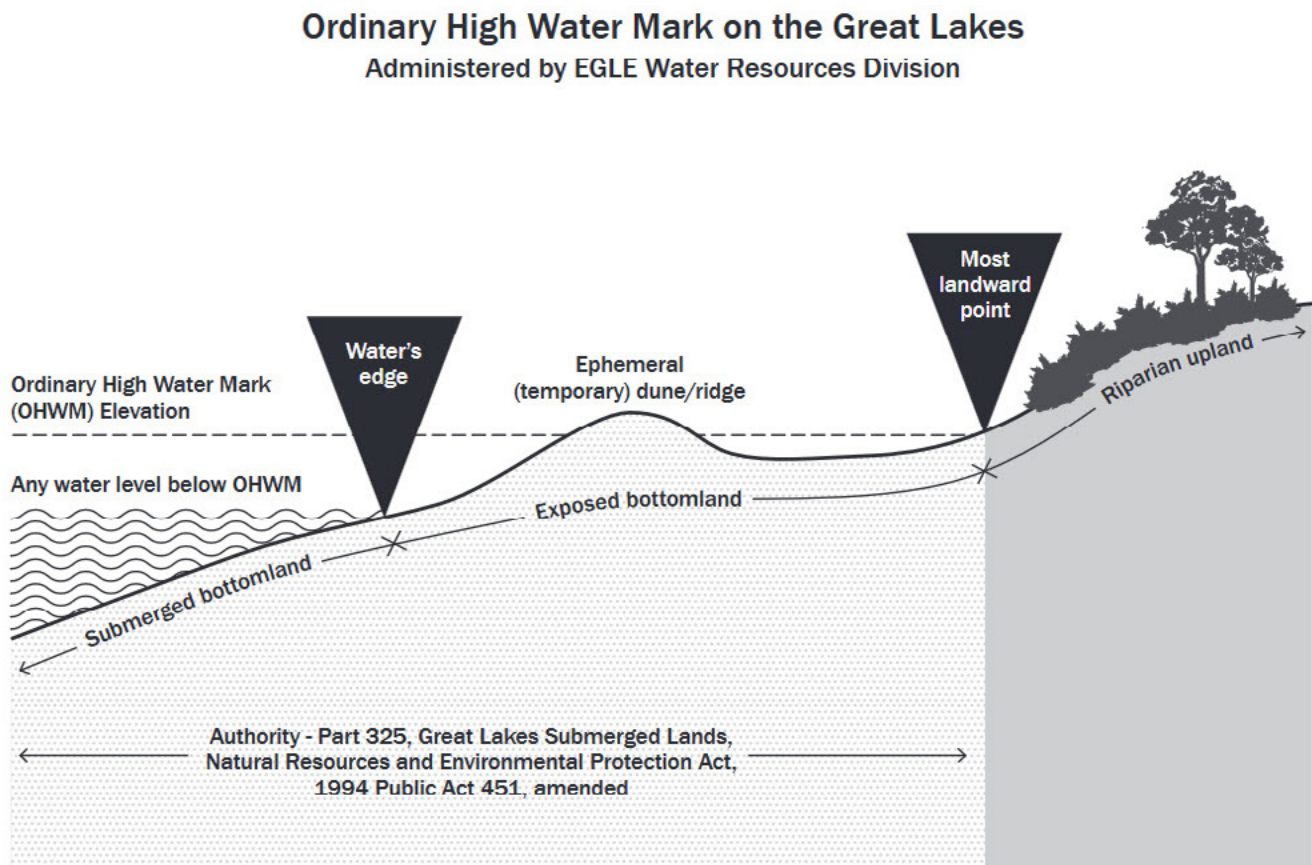 Ordinary High Water Mark on the Great Lakes
Administered by EGLE Water Resources Division
Most
landward
point
Water's
edge
Ephemeral
(temporary) dune/ridge
Ordinary High Water Mark
(OHWM) Elevation
Riparian upland
Any water level below OHWM
Exposed bottomland
Submerged bottomland
Authority - Part 325, Great Lakes Submerged Lands,
Natural Resources and Environmental Protection Act,
1994 Public Act 451, amended